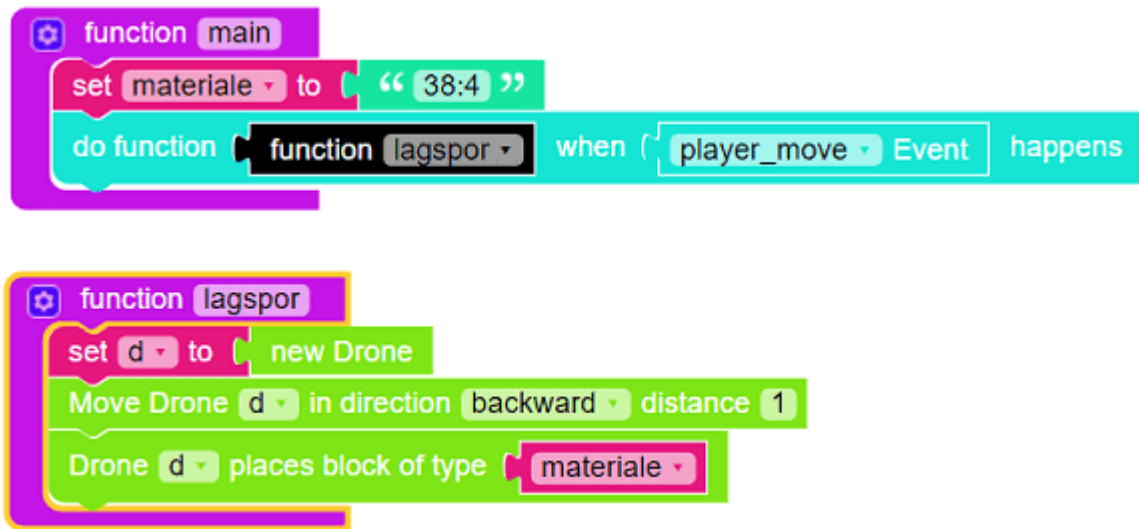 function main
set materiale to “ 38:4 ”
do function function lagspor when player_move Event happens
function lagspor
set d to new Drone
Move Drone d in direction backward distance 1
Drone d places block of type materiale